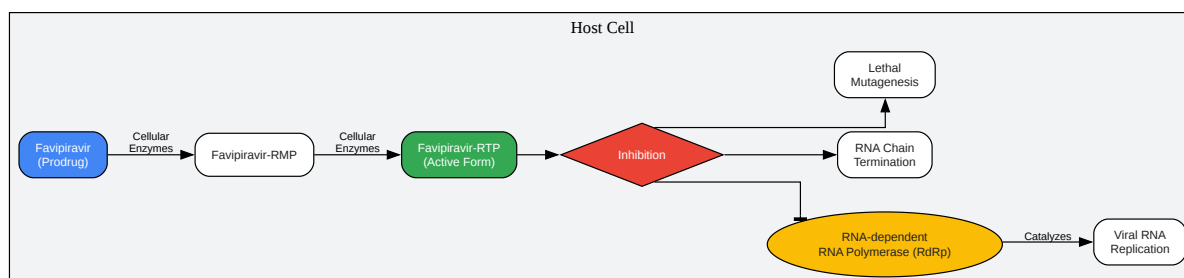 Host Cell
Favipiravir
(Prodrug)
Cellular
Enzymes
Favipiravir-RMP
Cellular
Enzymes
Favipiravir-RTP
(Active Form)
Inhibition
Lethal
Mutagenesis
RNA Chain
Termination
RNA-dependent
RNA Polymerase (RdRp)
Catalyzes
Viral RNA
Replication